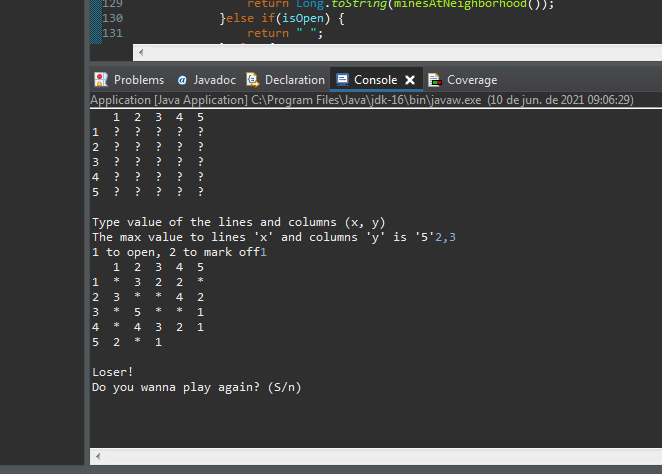 129 return Long.toString(minesAtNeighborhood());
130 }else if(isOpen) {
131 return " ";
Problems @ Javadoc Declaration Console Coverage
Application [Java Application] C:\Program Files\Java\jdk-16\bin\javaw.exe (10 de jun. de 2021 09:06:29)
1 2 3 4 5
1 ? ? ? ? ?
2 ? ? ? ? ?
3 ? ? ? ? ?
4 ? ? ? ? ?
5 ? ? ? ? ?
Type value of the lines and columns (x, y)
The max value to lines 'x' and columns 'y' is '5'2,3
1 to open, 2 to mark off1
1 2 3 4 5
1 * 3 2 2 *
2 3 * * 4 2
3 * 5 * * 1
4 * 4 3 2 1
5 2 * 1
Loser!
Do you wanna play again? (S/n)